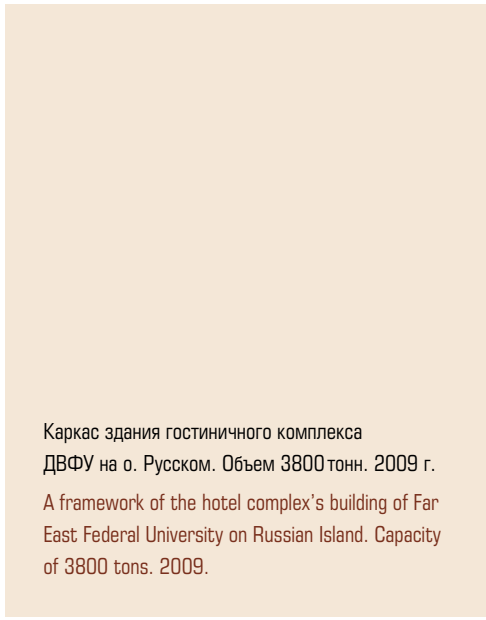 Каркас здания гостиничного комплекса
ДВФУ на о. Русском. Объем 3800 тонн. 2009 г.
A framework of the hotel complex's building of Far
East Federal University on Russian Island. Capacity
of 3800 tons. 2009.